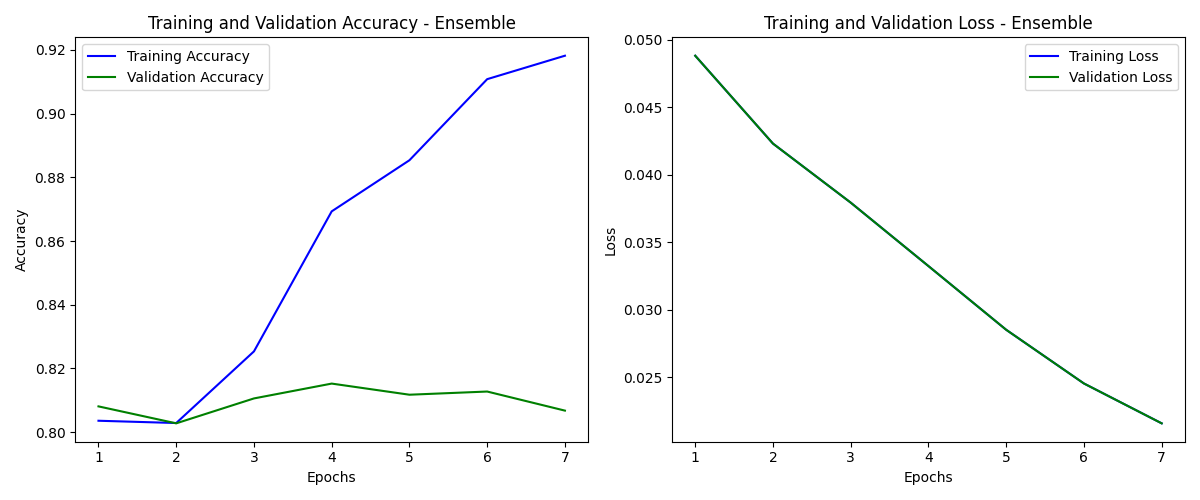 Training and Validation Accuracy - Ensemble
Training Accuracy
Validation Accuracy
0.92
0.90
0.88
0.86
0.84
0.82
0.80
Accuracy
1 2 3 4 5 6 7
Epochs
Training and Validation Loss - Ensemble
Training Loss
Validation Loss
0.050
0.045
0.040
0.035
0.030
0.025
Loss
1 2 3 4 5 6 7
Epochs